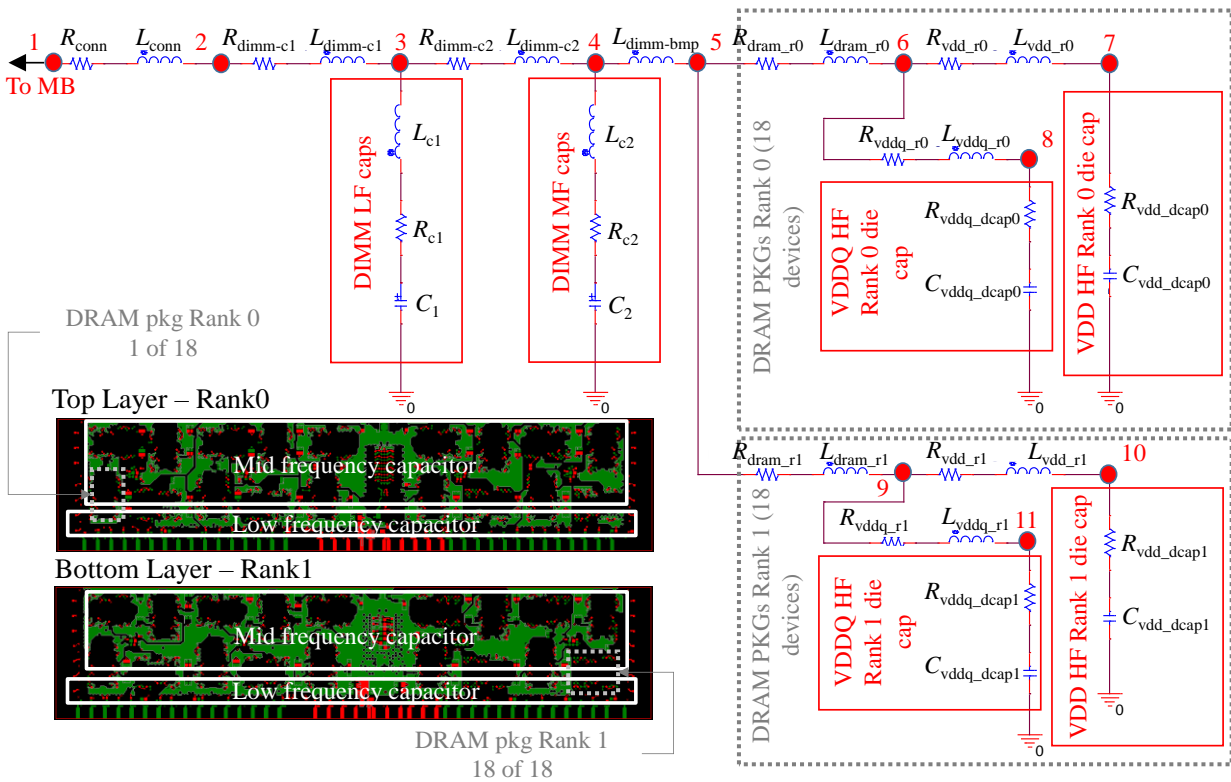 1
R_conn
L_conn
2
R_dimm-c1
L_dimm-c1
3
R_dimm-c2
L_dimm-c2
4
L_dimm-bmp
5
R_dram_r0
L_dram_r0
6
R_vdd_r0
L_vdd_r0
7
To MB
DIMM LF caps
L_c1
R_c1
C_1
0
DIMM MF caps
L_c2
R_c2
C_2
0
DRAM PKGs Rank 0 (18
devices)
R_vddq_r0
L_vddq_r0
8
VDDQ HF
Rank 0 die
cap
R_vddq_dcap0
C_vddq_dcap0
0
VDD HF Rank 0 die cap
R_vdd_dcap0
C_vdd_dcap0
0
DRAM pkg Rank 0
1 of 18
Top Layer – Rank0
Mid frequency capacitor
Low frequency capacitor
Bottom Layer – Rank1
Mid frequency capacitor
Low frequency capacitor
DRAM pkg Rank 1
18 of 18
DRAM PKGs Rank 1 (18
devices)
R_dram_r1
L_dram_r1
9
R_vdd_r1
L_vdd_r1
10
R_vddq_r1
L_vddq_r1
11
VDDQ HF
Rank 1 die
cap
R_vddq_dcap1
C_vddq_dcap1
0
VDD HF Rank 1 die cap
R_vdd_dcap1
C_vdd_dcap1
0